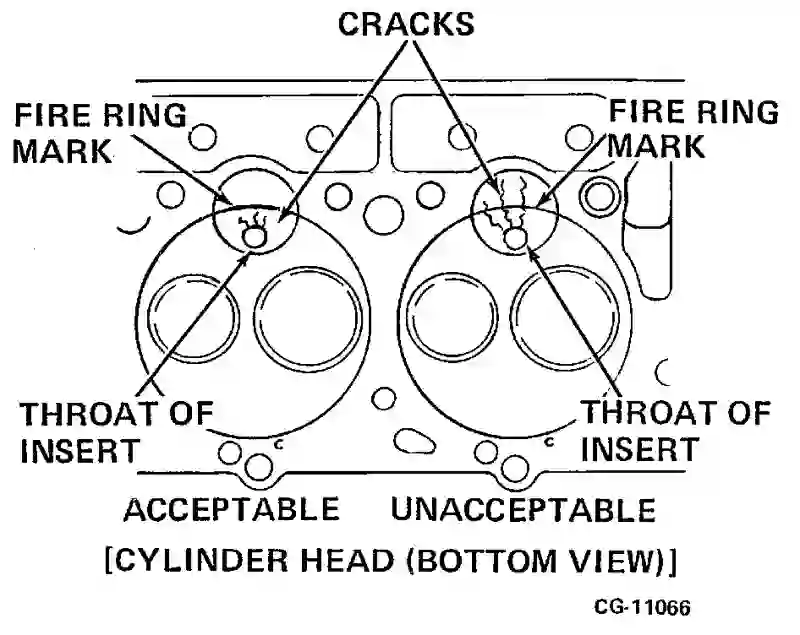 CRACKS
FIRE RING
MARK
FIRE RING
MARK
THROAT OF
INSERT
c
THROAT OF
INSERT
c
ACCEPTABLE
UNACCEPTABLE
[CYLINDER HEAD (BOTTOM VIEW)]
CG-11066